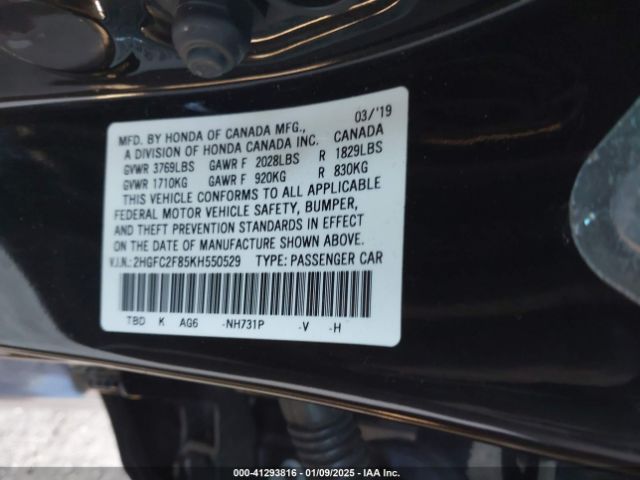 03/'19
MFD. BY HONDA OF CANADA MFG., CANADA
A DIVISION OF HONDA CANADA INC.
GVWR 3769LBS GAWR F 2028LBS R 1829LBS
GVWR 1710KG GAWR F 920KG R 830KG
THIS VEHICLE CONFORMS TO ALL APPLICABLE
FEDERAL MOTOR VEHICLE SAFETY, BUMPER,
AND THEFT PREVENTION STANDARDS IN EFFECT
ON THE DATE OF MANUFACTURE SHOWN ABOVE.
V.I.N.: 2HGFC2F85KH550529 TYPE: PASSENGER CAR
TBD K AG6 -NH731P -V -H
000-41293816 - 01/09/2025 - IAA Inc.